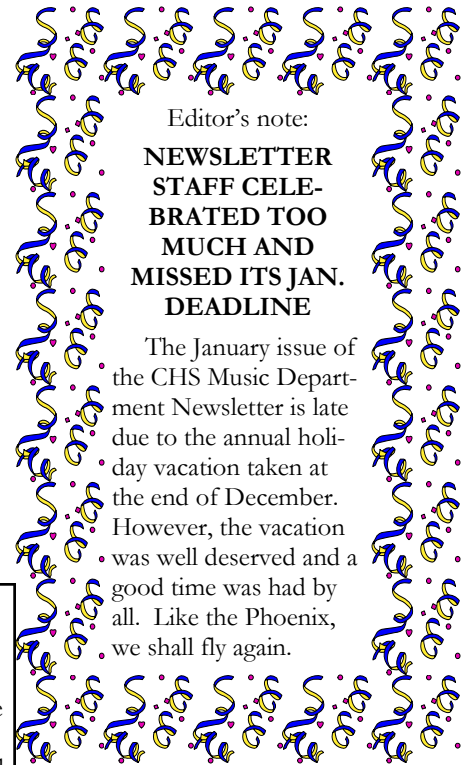 Editor’s note:
NEWSLETTER
STAFF CELE-
BRATED TOO
MUCH AND
MISSED ITS JAN.
DEADLINE
The January issue of
the CHS Music Depart-
ment Newsletter is late
due to the annual holi-
day vacation taken at
the end of December.
However, the vacation
was well deserved and a
good time was had by
all.  Like the Phoenix,
we shall fly again.